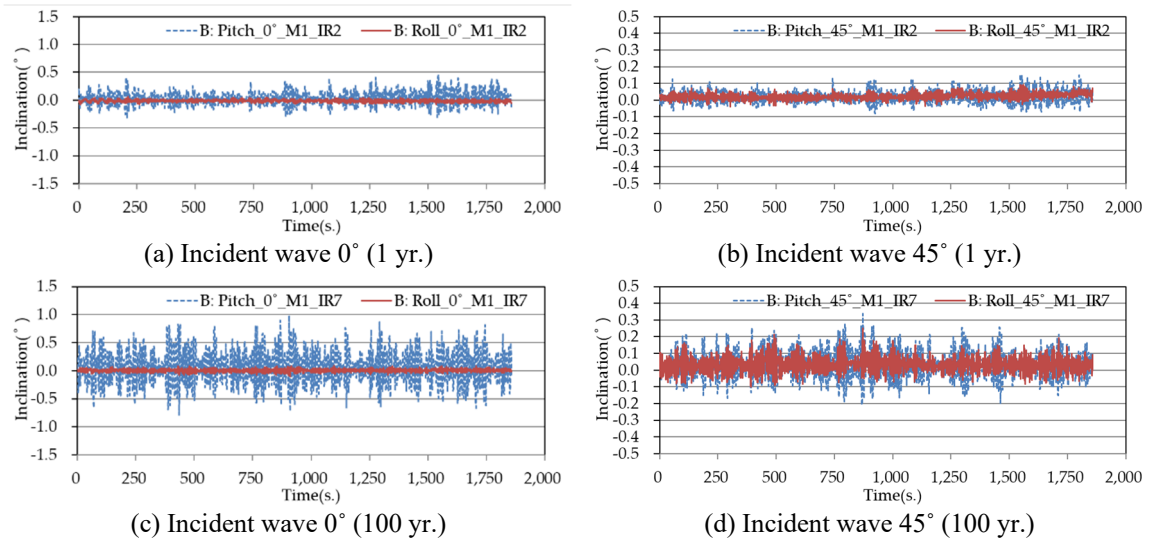 B: Pitch_0˚_M1_IR2 B: Roll_0˚_M1_IR2
1.5
1.0
0.5
0.0
-0.5
-1.0
-1.5
Inclination(˚)
0 250 500 750 1,000 1,250 1,500 1,750 2,000
Time(s.)
(a) Incident wave 0˚ (1 yr.)
B: Pitch_45˚_M1_IR2 B: Roll_45˚_M1_IR2
0.5
0.4
0.3
0.2
0.1
0.0
-0.1
-0.2
-0.3
-0.4
-0.5
Inclination(˚)
0 250 500 750 1,000 1,250 1,500 1,750 2,000
Time(s.)
(b) Incident wave 45˚ (1 yr.)
B: Pitch_0˚_M1_IR7 B: Roll_0˚_M1_IR7
1.5
1.0
0.5
0.0
-0.5
-1.0
-1.5
Inclination(˚)
0 250 500 750 1,000 1,250 1,500 1,750 2,000
Time(s.)
(c) Incident wave 0˚ (100 yr.)
B: Pitch_45˚_M1_IR7 B: Roll_45˚_M1_IR7
0.5
0.4
0.3
0.2
0.1
0.0
-0.1
-0.2
-0.3
-0.4
-0.5
Inclination(˚)
0 250 500 750 1,000 1,250 1,500 1,750 2,000
Time(s.)
(d) Incident wave 45˚ (100 yr.)